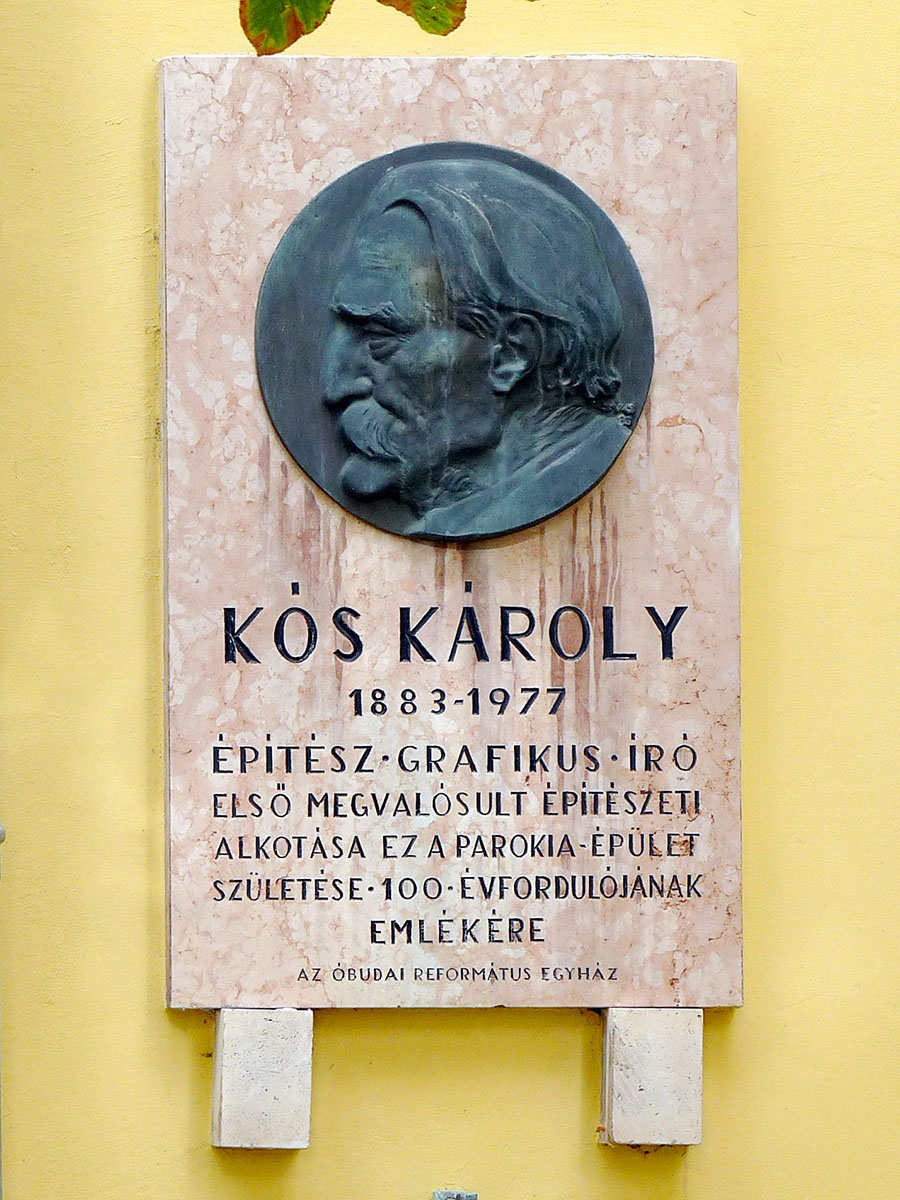 KÓS KÁROLY
1883-1977
ÉPÍTÉSZ·GRAFIKUS·ÍRÓ
ELSŐ MEGVALÓSULT ÉPÍTÉSZETI
ALKOTÁSA EZ A PAROKIA-ÉPÜLET
SZÜLETÉSE·100·ÉVFORDULÓJÁNAK
EMLÉKÉRE
AZ ÓBUDAI REFORMÁTUS EGYHÁZ